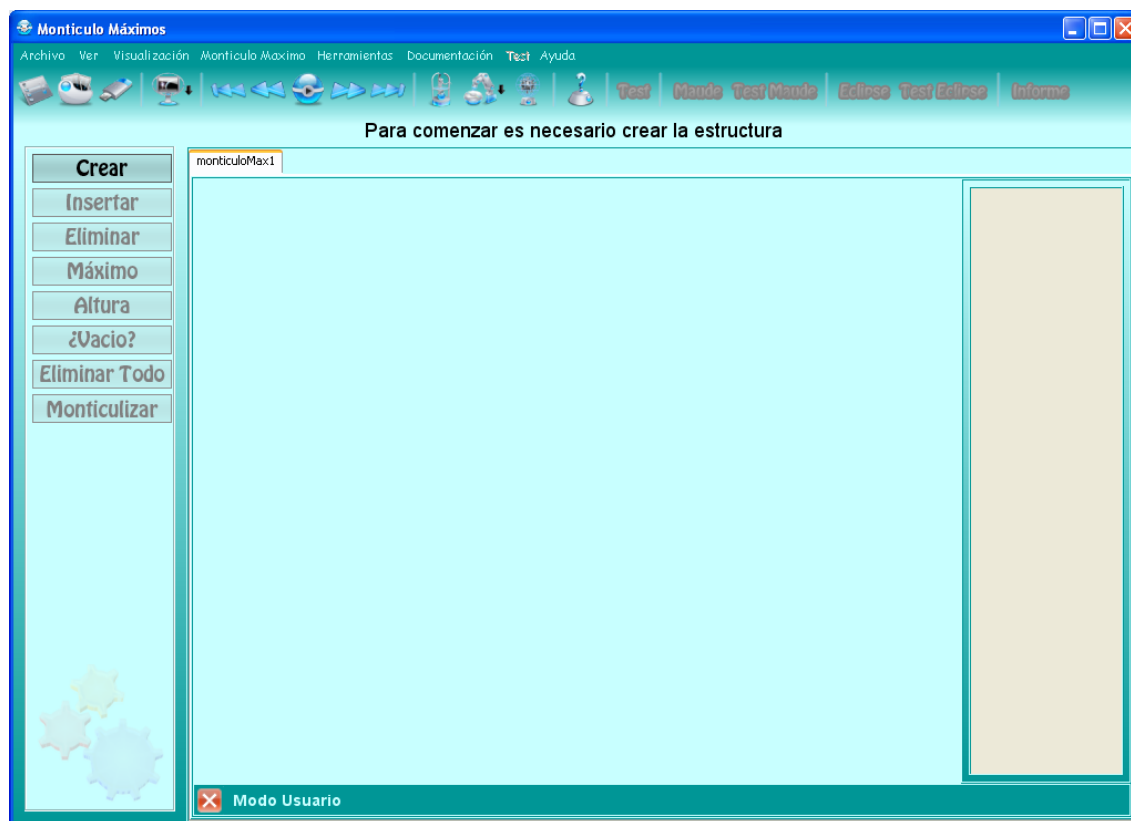 Monticulo Máximos
Archivo Ver Visualización Monticulo Maximo Herramientas Documentación Test Ayuda
Test Maude Test Maude Eclipse Test Eclipse Informe
Para comenzar es necesario crear la estructura
Crear
Insertar
Eliminar
Máximo
Altura
¿Vacio?
Eliminar Todo
Monticulizar
monticuloMax1
Modo Usuario